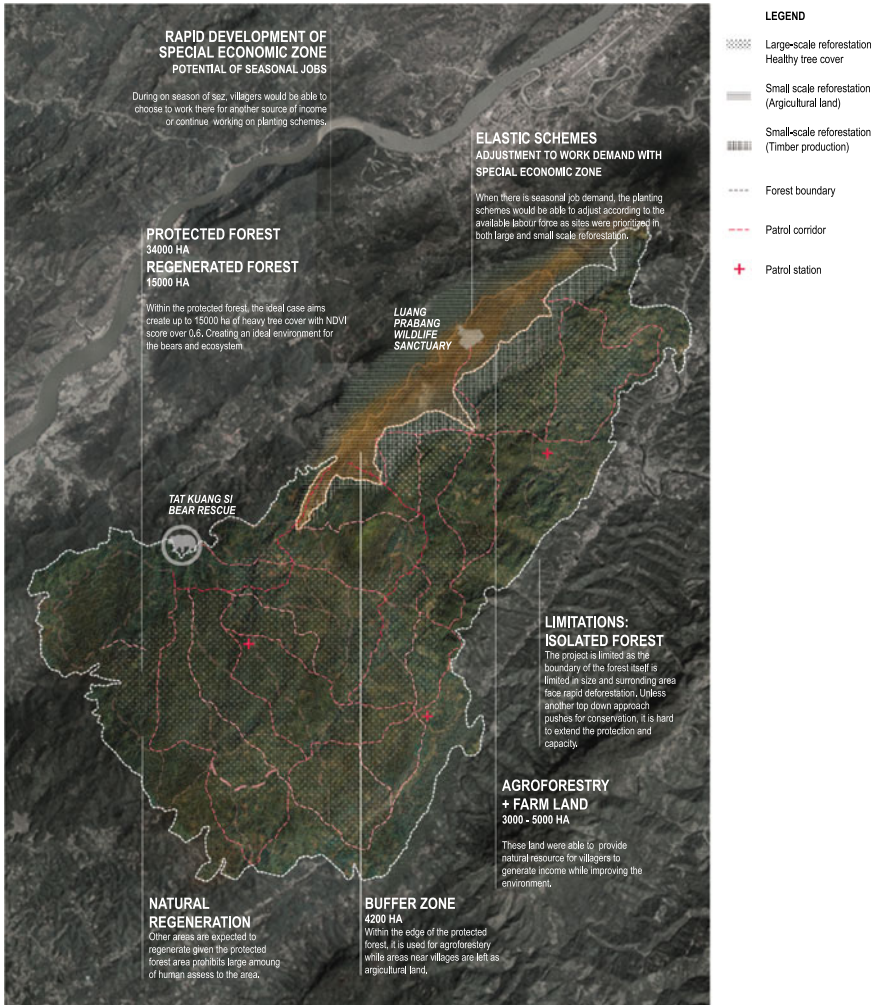 RAPID DEVELOPMENT OF
SPECIAL ECONOMIC ZONE
POTENTIAL OF SEASONAL JOBS
During on season of sez, villagers would be able to
choose to work there for another source of income
or continue working on planting schemes.
ELASTIC SCHEMES
ADJUSTMENT TO WORK DEMAND WITH
SPECIAL ECONOMIC ZONE
When there is seasonal job demand, the planting
schemes would be able to adjust according to the
available labour force as sites were prioritized in
both large and small scale reforestation.
PROTECTED FOREST
34000 HA
REGENERATED FOREST
15000 HA
Within the protected forest, the ideal case aims
create up to 15000 ha of heavy tree cover with NDVI
score over 0.6. Creating an ideal environment for
the bears and ecosystem
LUANG
PRABANG
WILDLIFE
SANCTUARY
TAT KUANG SI
BEAR RESCUE
LIMITATIONS:
ISOLATED FOREST
The project is limited as the
boundary of the forest itself is
limited in size and surronding area
face rapid deforestation. Unless
another top down approach
pushes for conservation, it is hard
to extend the protection and
capacity.
AGROFORESTRY
+ FARM LAND
3000 - 5000 HA
These land were able to provide
natural resource for villagers to
generate income while improving the
environment.
NATURAL
REGENERATION
Other areas are expected to
regenerate given the protected
forest area prohibits large amoung
of human assess to the area.
BUFFER ZONE
4200 HA
Within the edge of the protected
forest, it is used for agroforestery
while areas near villages are left as
argicultural land.
LEGEND
Large-scale reforestation
Healthy tree cover
Small scale reforestation
(Argicultural land)
Small-scale reforestation
(Timber production)
Forest boundary
Patrol corridor
Patrol station